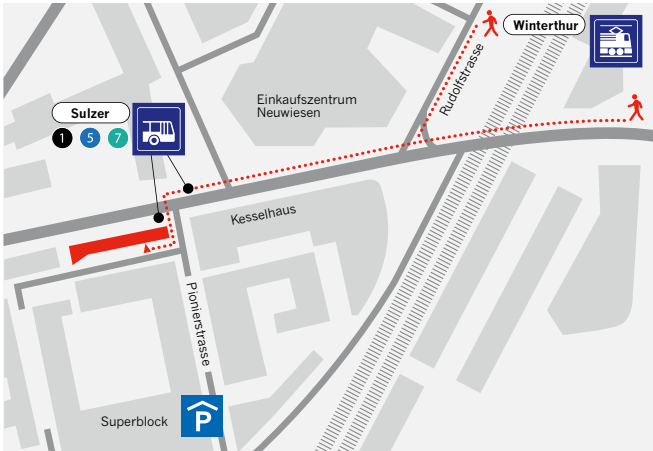 Winterthur
Rudolfstrasse
Einkaufszentrum
Neuwiesen
Sulzer
1 5 7
Kesselhaus
Pionierstrasse
Superblock
P